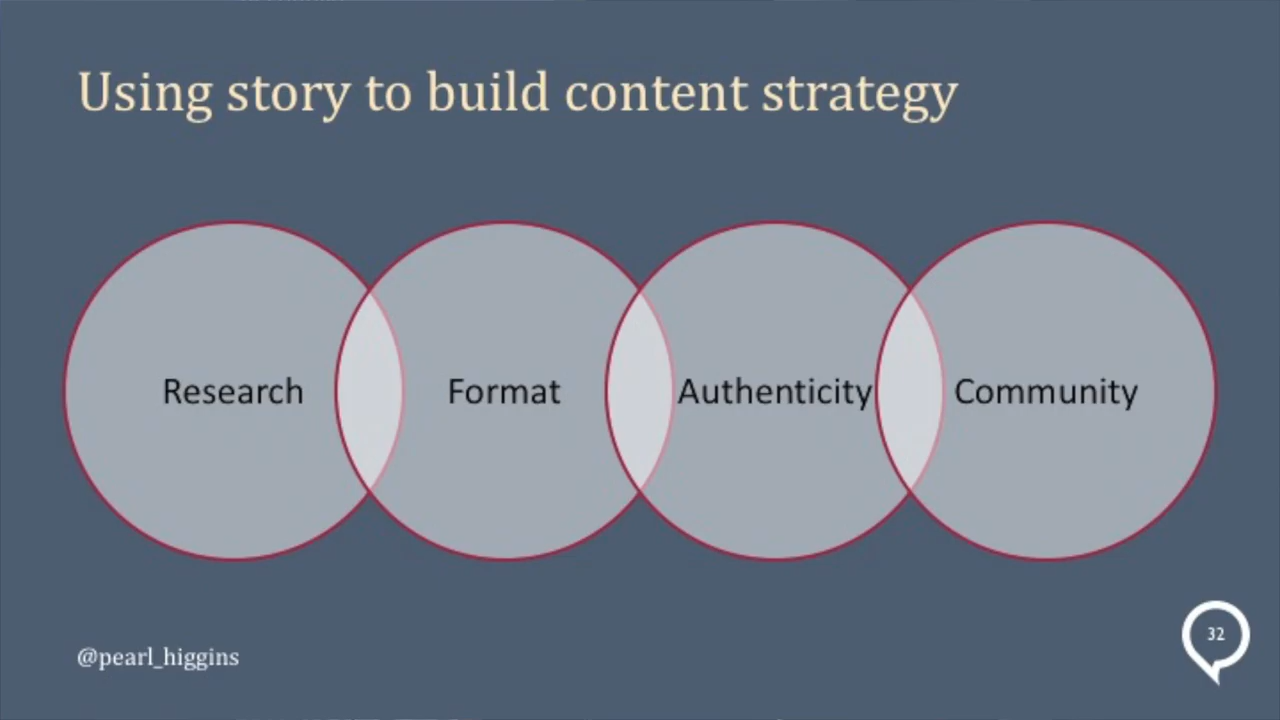 Using story to build content strategy
Research
Format
Authenticity
Community
@pearl_higgins
32